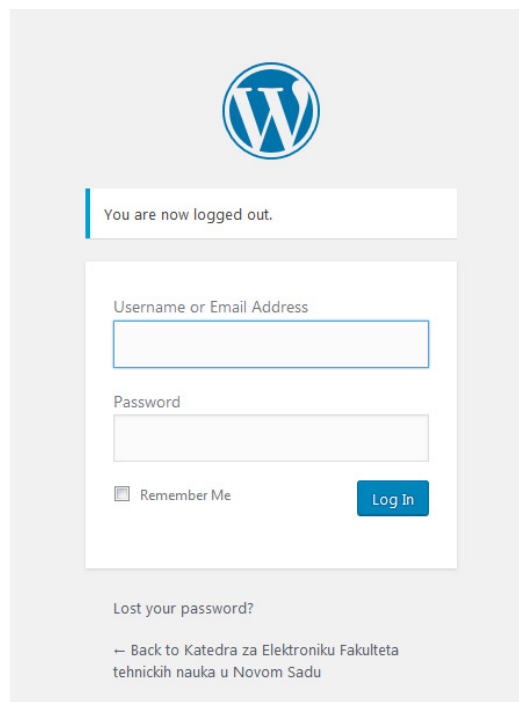 You are now logged out.
Username or Email Address
Password
Remember Me
Log In
Lost your password?
← Back to Katedra za Elektroniku Fakulteta
tehnickih nauka u Novom Sadu